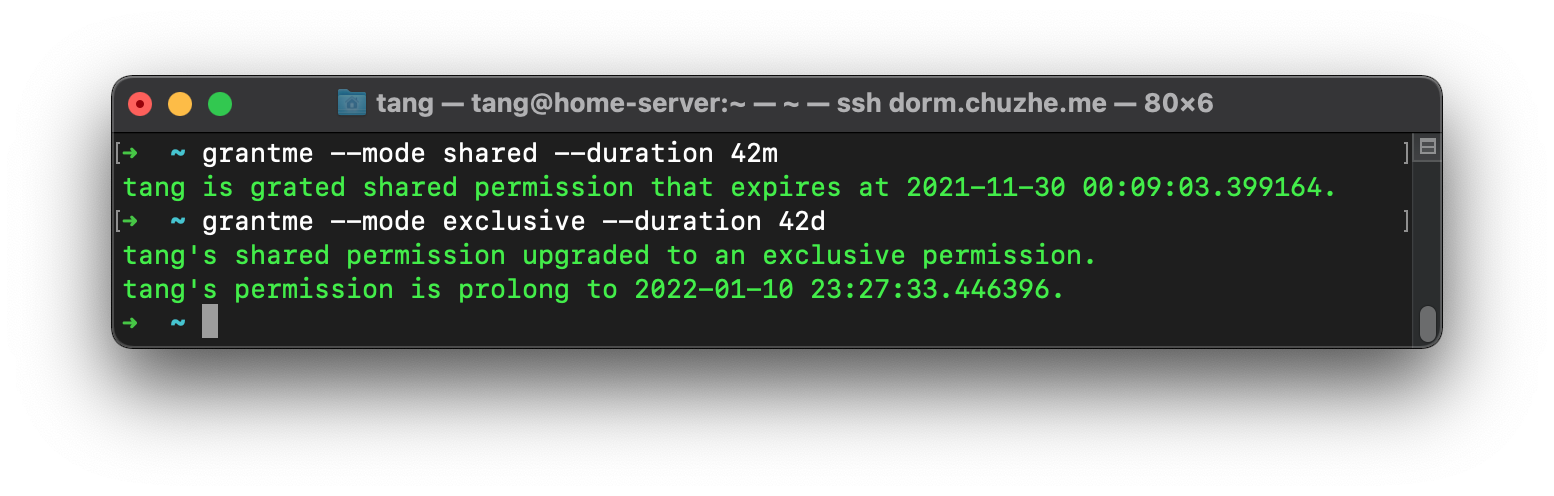 tang — tang@home-server:~ — ~ — ssh dorm.chuzhe.me — 80×6
[➜  ~ grantme --mode shared --duration 42m ]
tang is grated shared permission that expires at 2021-11-30 00:09:03.399164.
[➜  ~ grantme --mode exclusive --duration 42d ]
tang's shared permission upgraded to an exclusive permission.
tang's permission is prolong to 2022-01-10 23:27:33.446396.
➜  ~